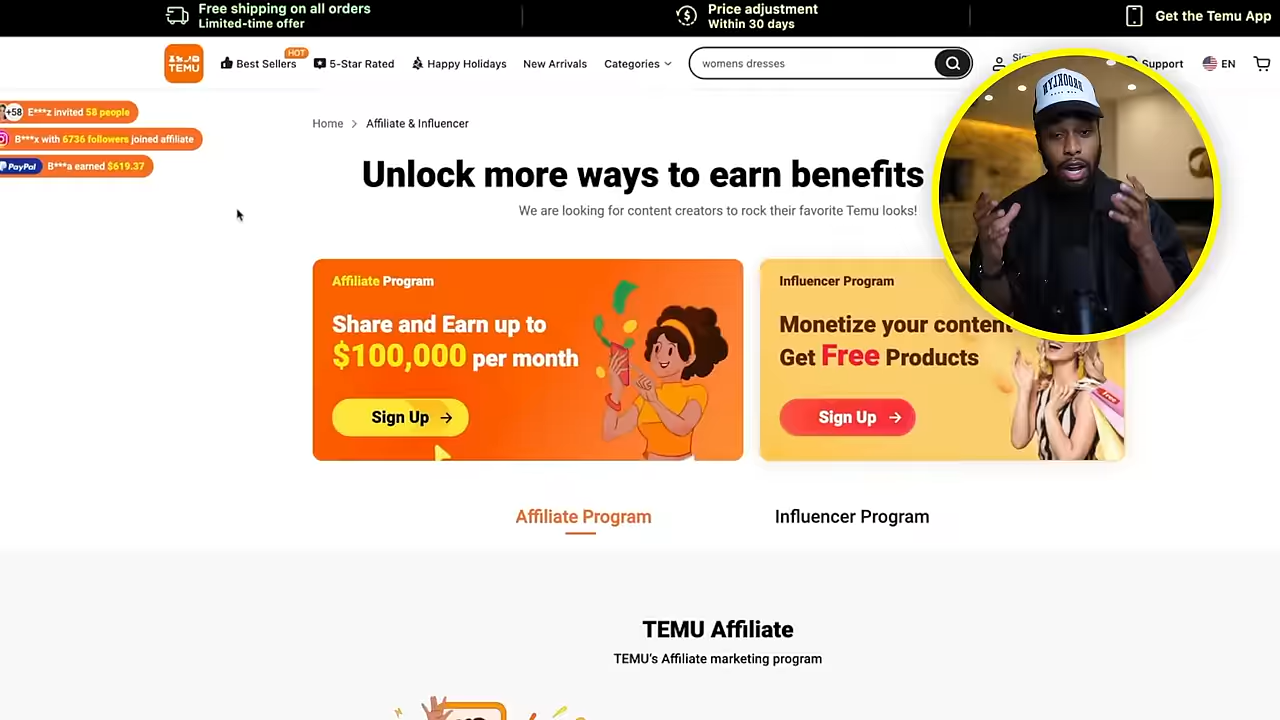 Free shipping on all orders
Limited-time offer
Price adjustment
Within 30 days
Get the Temu App
TEMU
Best Sellers
HOT
5-Star Rated
Happy Holidays
New Arrivals
Categories
womens dresses
Support
EN
+58 E***z invited 58 people
B***x with 6736 followers joined affiliate
PayPal B***a earned $619.37
Home > Affiliate & Influencer
Unlock more ways to earn benefits
We are looking for content creators to rock their favorite Temu looks!
Affiliate Program
Share and Earn up to
$100,000 per month
Sign Up →
Influencer Program
Monetize your content
Get Free Products
Sign Up →
Free
BROOKLYN
Affiliate Program
Influencer Program
TEMU Affiliate
TEMU's Affiliate marketing program